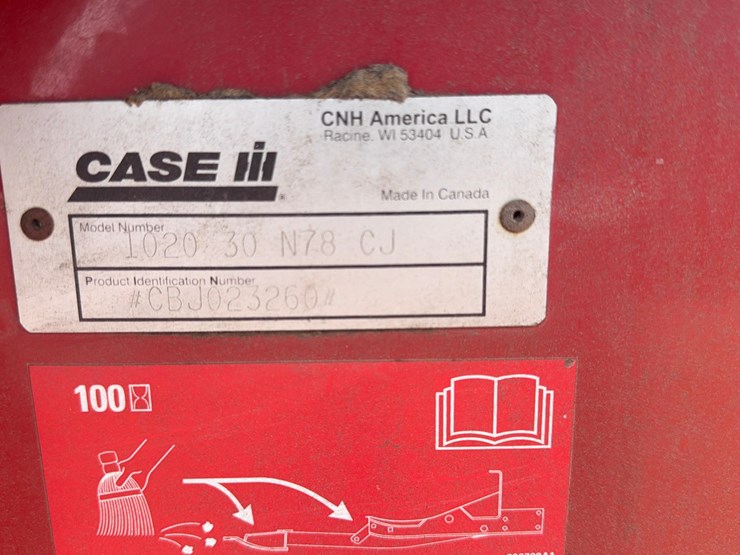 CNH America LLC
Racine, WI 53404 U.S.A
CASE IH
Made In Canada
Model Number
1020 30 N78 CJ
Product Identification Number
#CBJ023260#
100